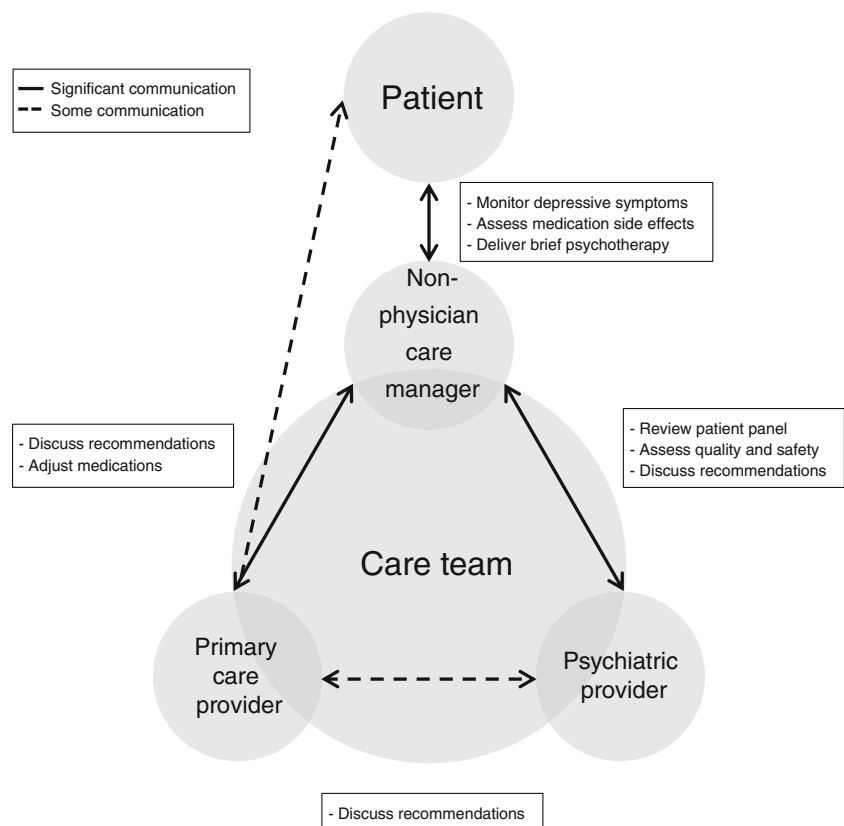 Patient
Significant communication
Some communication
- Monitor depressive symptoms
- Assess medication side effects
- Deliver brief psychotherapy
Non-
physician
care
manager
- Discuss recommendations
- Adjust medications
- Review patient panel
- Assess quality and safety
- Discuss recommendations
Care team
Primary
care
provider
Psychiatric
provider
- Discuss recommendations